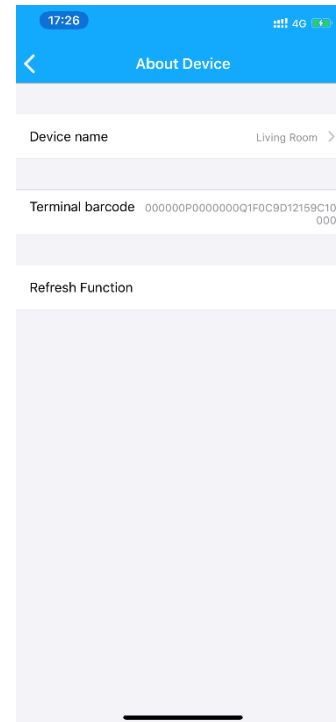 17:26
4G
About Device
Device name
Living Room
Terminal barcode
000000P0000000Q1F0C9D12159C10
000
Refresh Function